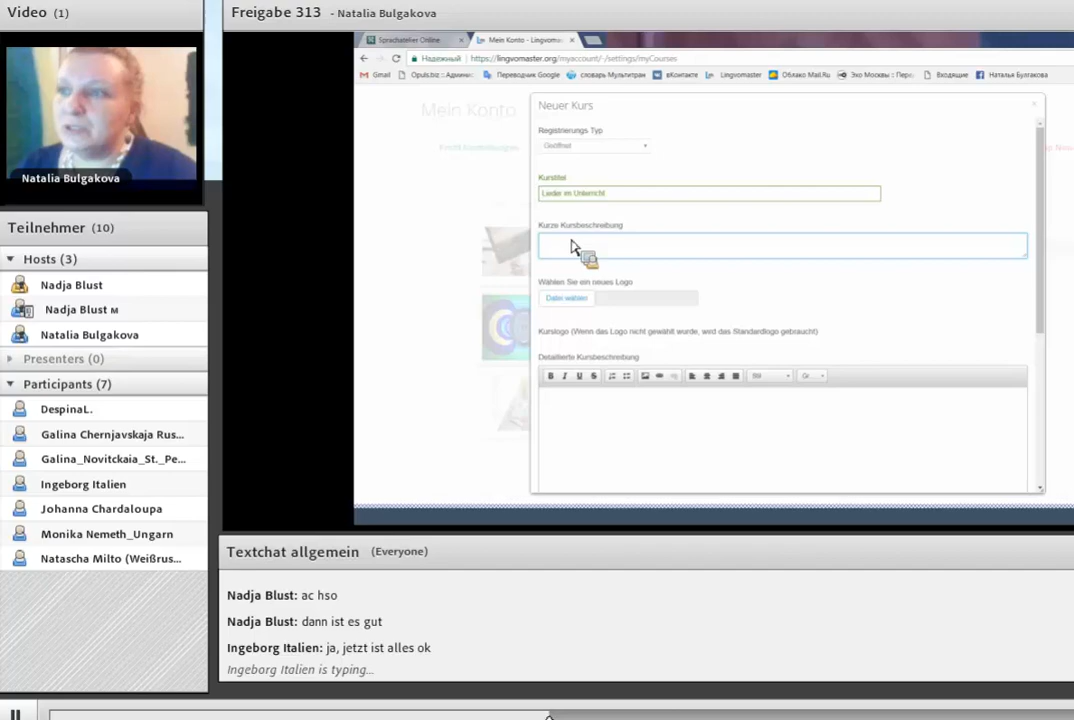 Video (1)
Natalia Bulgakova
Teilnehmer (10)
Hosts (3)
Nadja Blust
Nadja Blust м
Natalia Bulgakova
Presenters (0)
Participants (7)
DespinaL.
Galina Chernjavskaja Rus...
Galina_Novitckaia_St._Pe...
Ingeborg Italien
Johanna Chardaloupa
Monika Nemeth_Ungarn
Natascha Milto (Weißrus...
Freigabe 313 - Natalia Bulgakova
Sprachatelier Online
Mein Konto - Lingvoma
Надежный https://lingvomaster.org/myaccount/-/settings/myCourses
Gmail Opuls.biz :: Админис Переводчик Google словарь Мультитран вКонтакте Lingvomaster Облако Mail.Ru Эхо Москвы :: Пере Входящие Наталья Булгакова
Mein Konto
Neuer Kurs
Registrierungs Typ
Geöffnet
Kurstitel
Lieder im Unterricht
Kurze Kursbeschreibung
Wählen Sie ein neues Logo
Datei wählen
Kurslogo (Wenn das Logo nicht gewählt wurde, wird das Standardlogo gebraucht)
Detaillierte Kursbeschreibung
B I U S
Textchat allgemein (Everyone)
Nadja Blust: ac hso
Nadja Blust: dann ist es gut
Ingeborg Italien: ja, jetzt ist alles ok
Ingeborg Italien is typing...